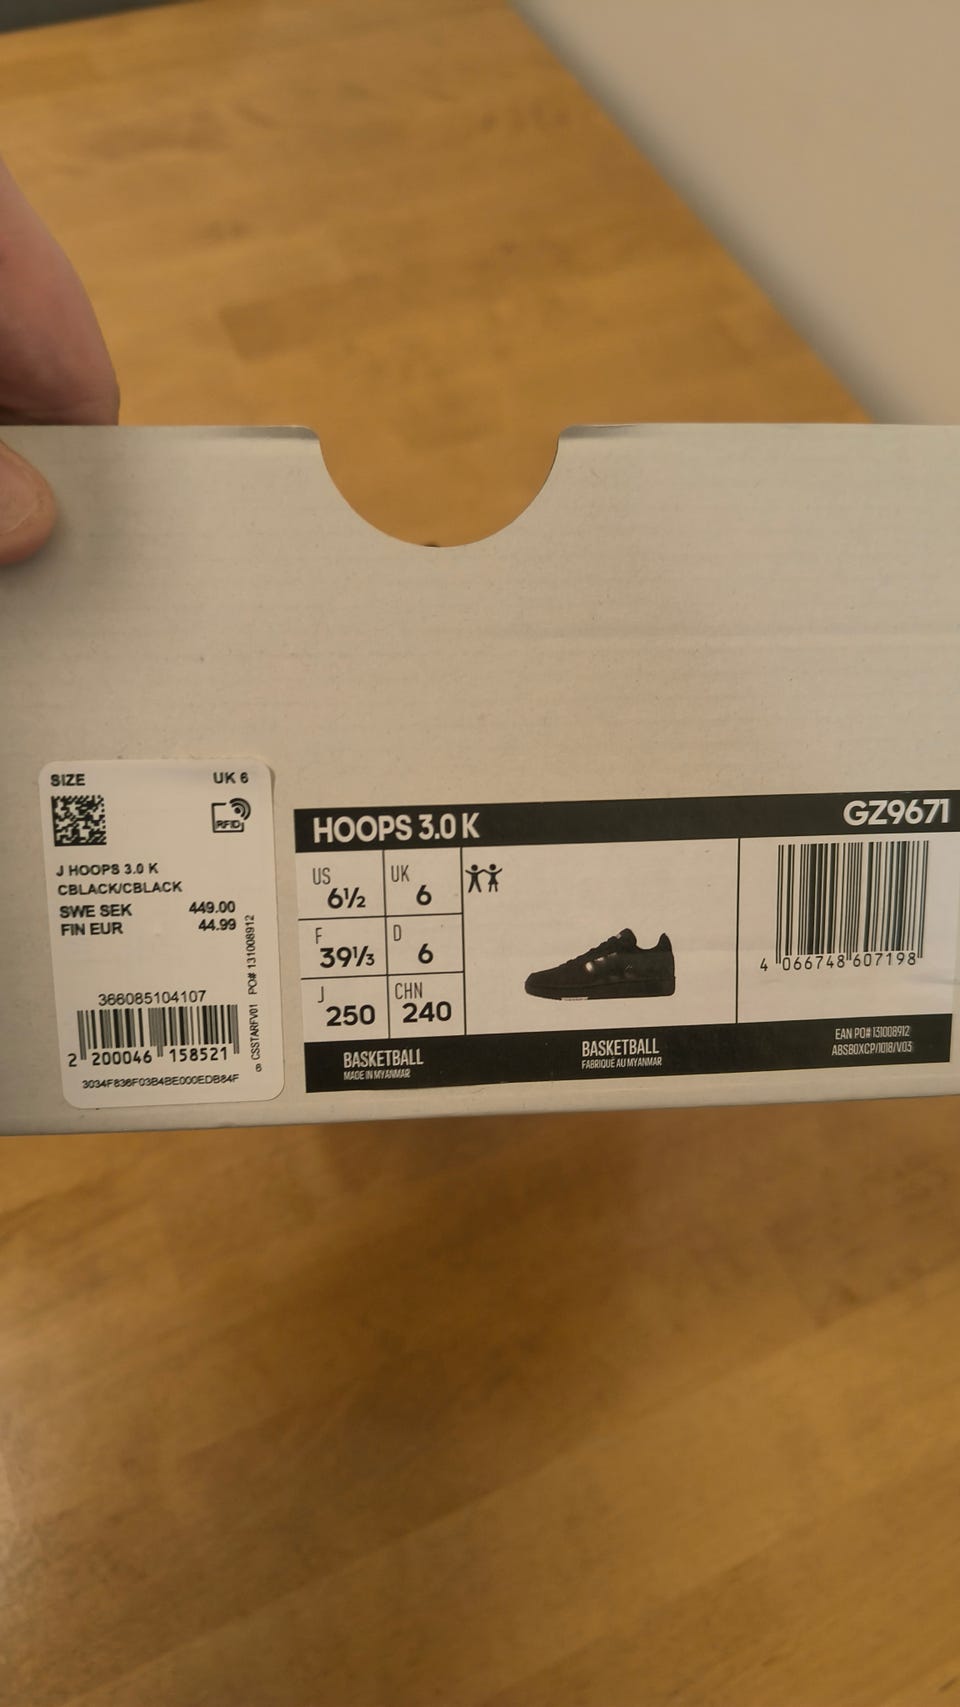 SIZE UK 6
RFID
J HOOPS 3.0 K
CBLACK/CBLACK
SWE SEK 449.00
FIN EUR 44.99
366085104107
2 200046 158521
3034F836F03B4BE000EDB84F
CSSTARFV01 PO# 131008912
HOOPS 3.0 K GZ9671
US 6½ UK 6
F 39⅓ D 6
J 250 CHN 240
4 066748 607198
BASKETBALL
MADE IN MYANMAR
BASKETBALL
FABRIQUÉ AU MYANMAR
EAN PO# 131008912
ABSBOXCP/1018/V03